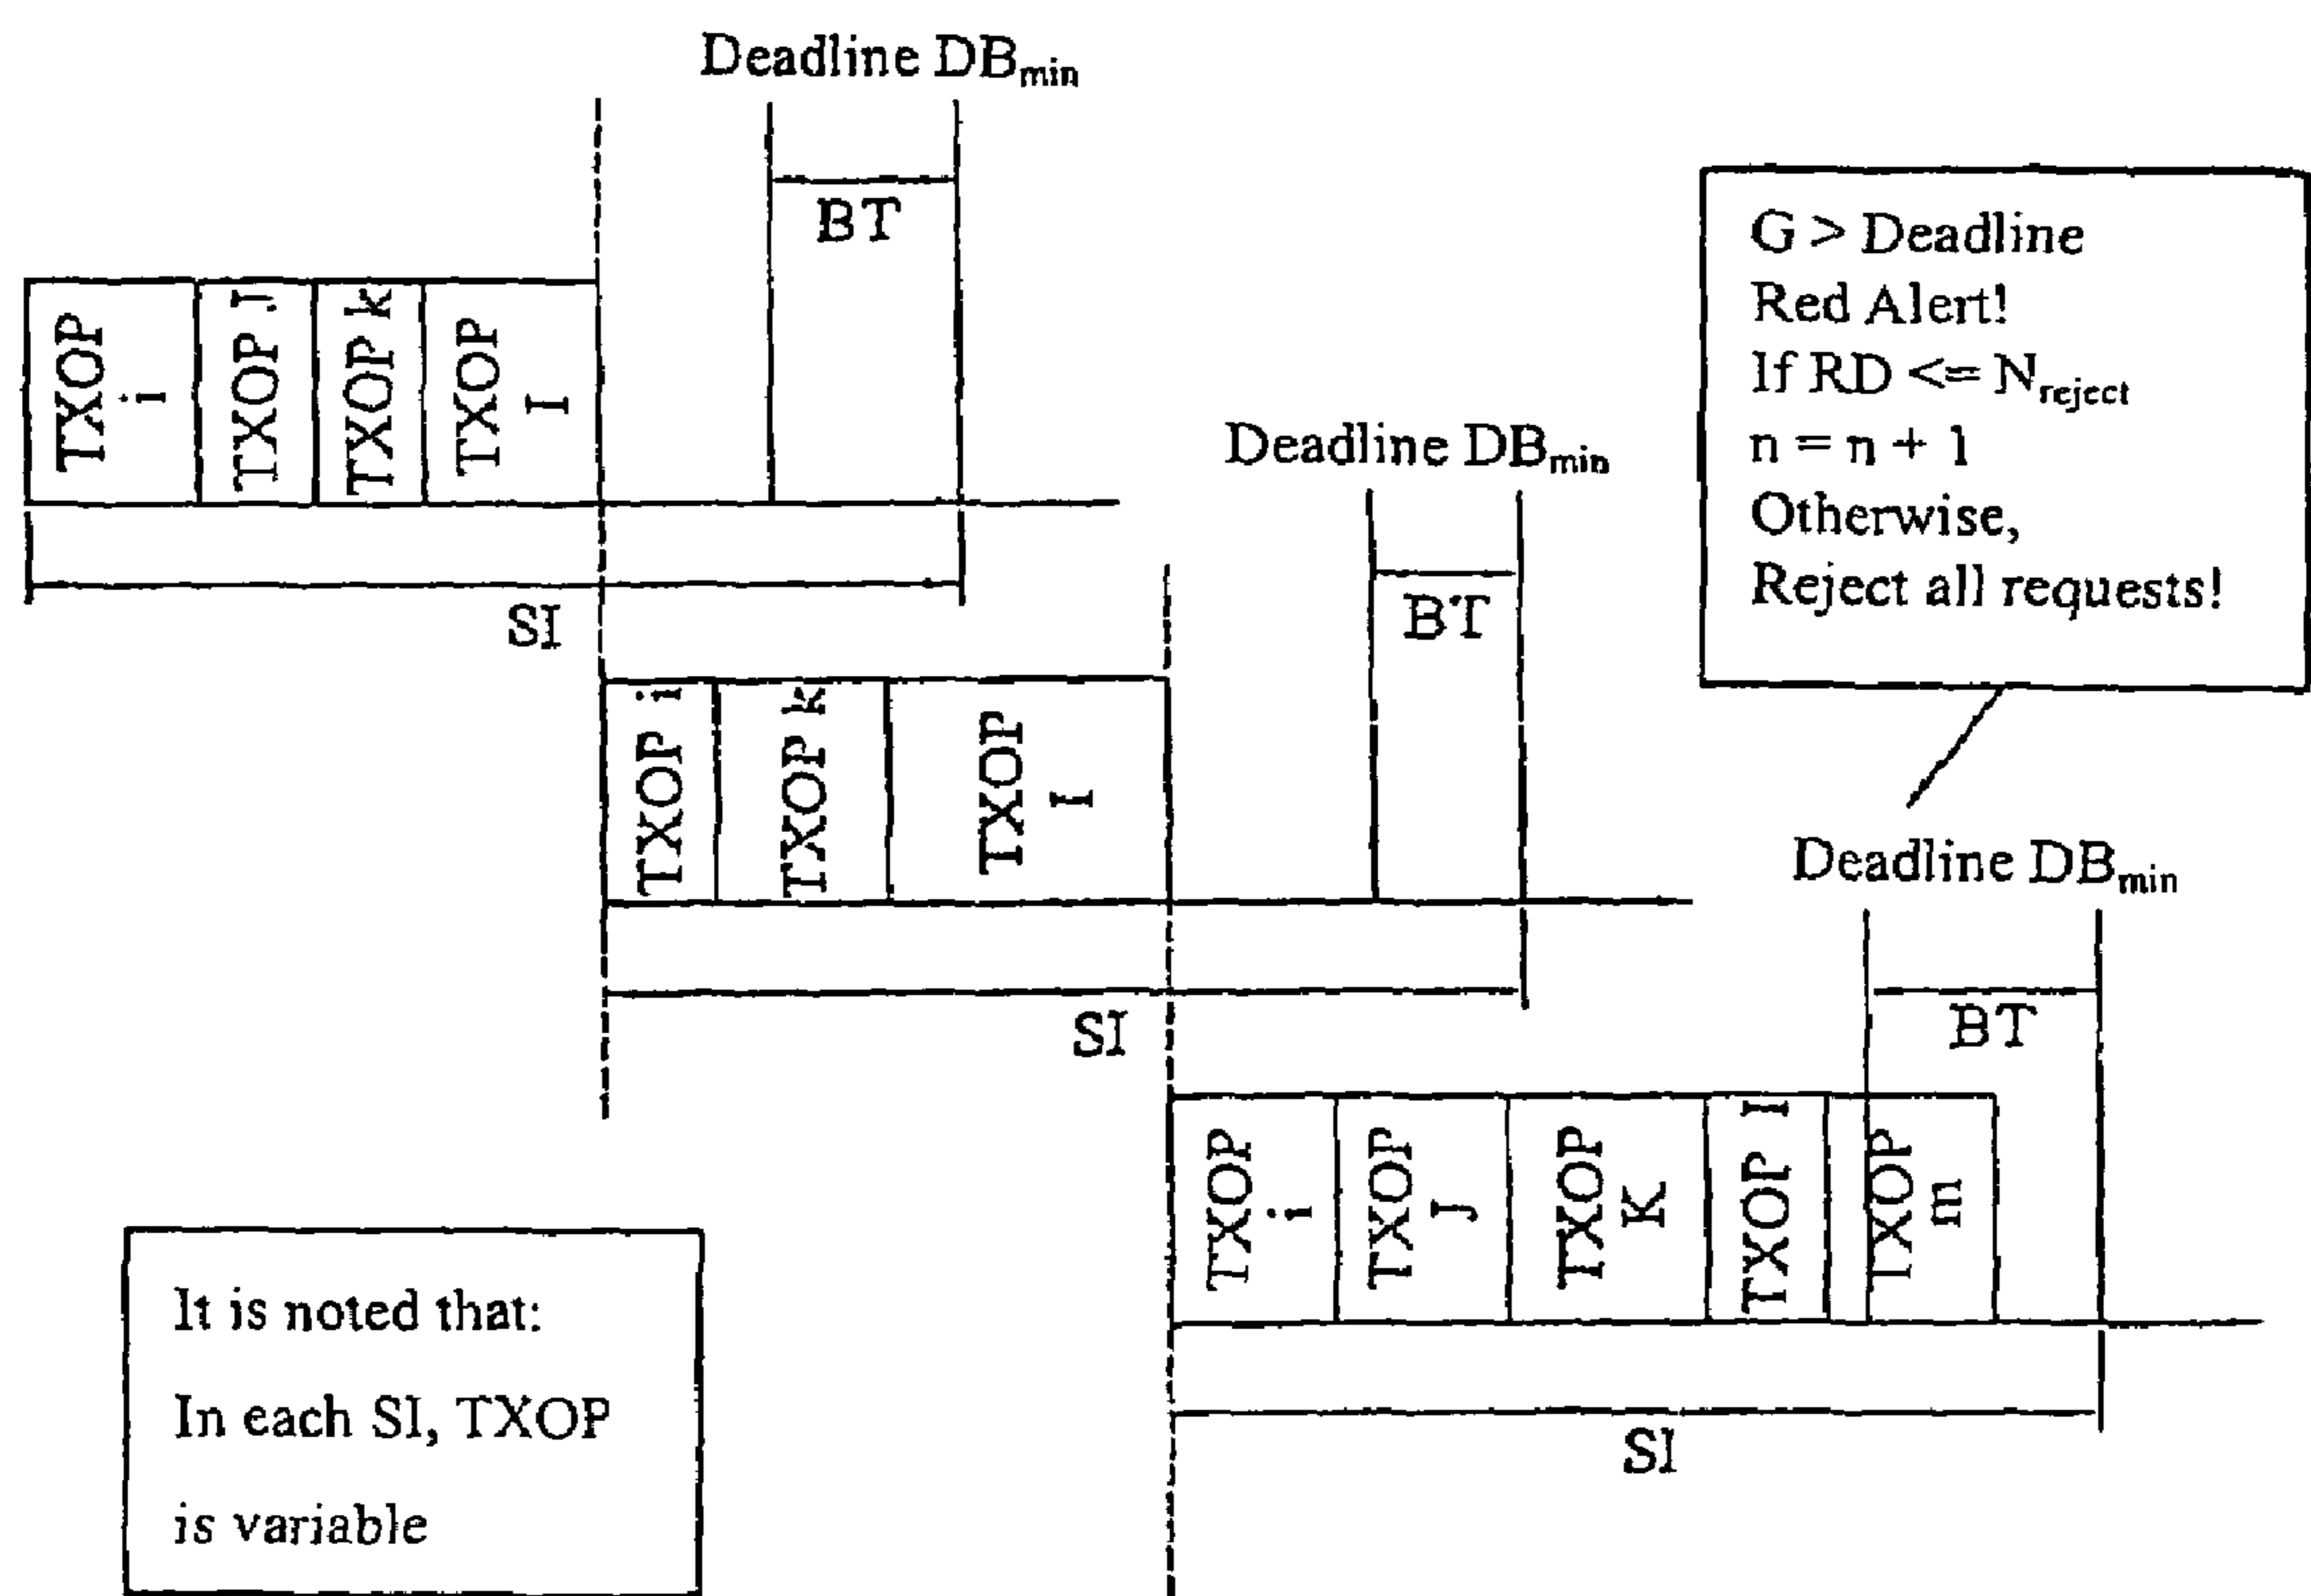 Deadline DBmin
BT
TXOP i
TXOP J
TXOP k
TXOP I
SI
G > Deadline
Red Alert!
If RD <= Nreject
n = n + 1
Otherwise,
Reject all requests!
Deadline DBmin
BT
TXOP i
TXOP k
TXOP I
SI
Deadline DBmin
BT
TXOP i
TXOP J
TXOP K
TXOP I
TXOP n
SI
It is noted that:
In each SI, TXOP
is variable